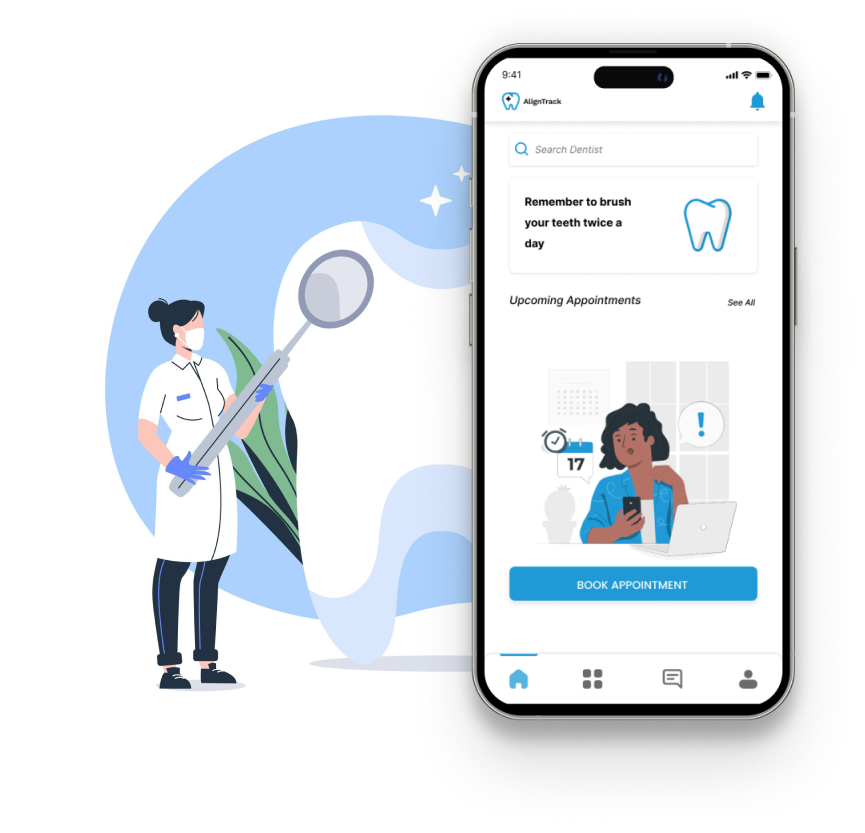 9:41
AlignTrack
Search Dentist
Remember to brush
your teeth twice a
day
Upcoming Appointments
See All
!
17
BOOK APPOINTMENT